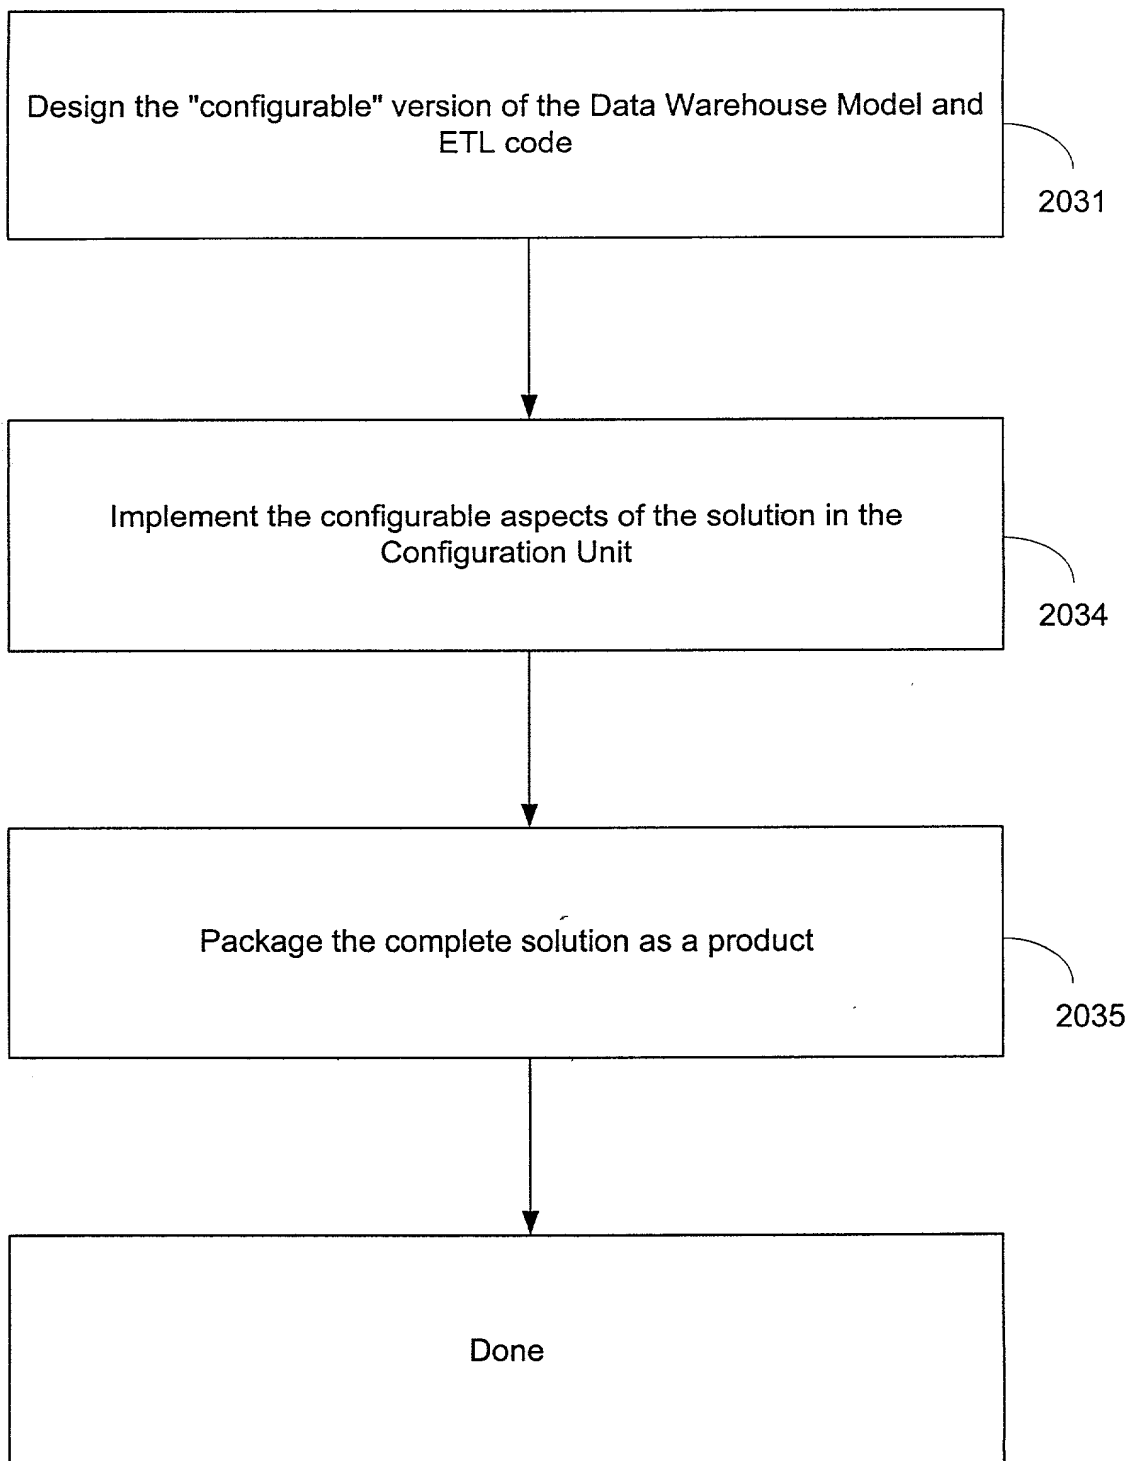 Design the "configurable" version of the Data Warehouse Model and
ETL code
2031
Implement the configurable aspects of the solution in the
Configuration Unit
2034
Package the complete solution as a product
2035
Done